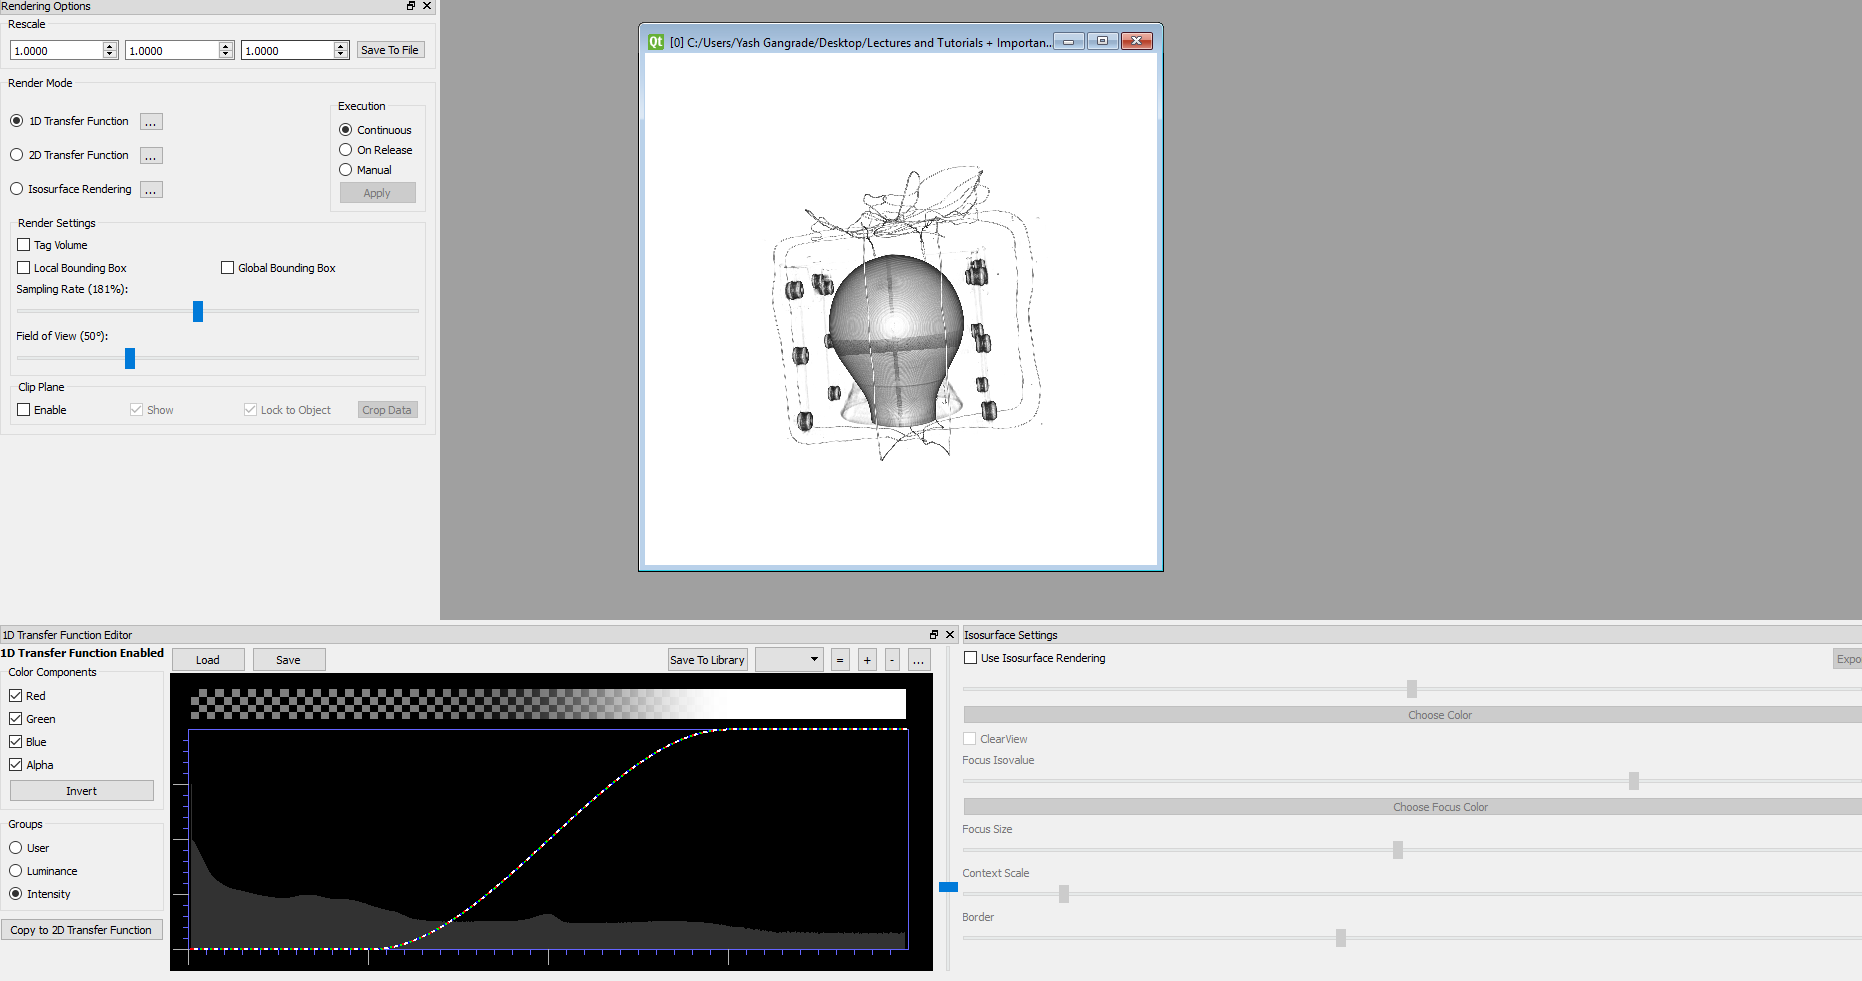 Rendering Options
Rescale
1.0000 1.0000 1.0000 Save To File
Render Mode
1D Transfer Function ...
2D Transfer Function ...
Isosurface Rendering ...
Execution
Continuous
On Release
Manual
Apply
Render Settings
Tag Volume
Local Bounding Box Global Bounding Box
Sampling Rate (181%):
Field of View (50°):
Clip Plane
Enable Show Lock to Object Crop Data
Qt [0] C:/Users/Yash Gangrade/Desktop/Lectures and Tutorials + Importan...
1D Transfer Function Editor
1D Transfer Function Enabled
Load Save Save To Library = + - ...
Color Components
Red
Green
Blue
Alpha
Invert
Groups
User
Luminance
Intensity
Copy to 2D Transfer Function
Isosurface Settings
Use Isosurface Rendering Expo
Choose Color
ClearView
Focus Isovalue
Choose Focus Color
Focus Size
Context Scale
Border